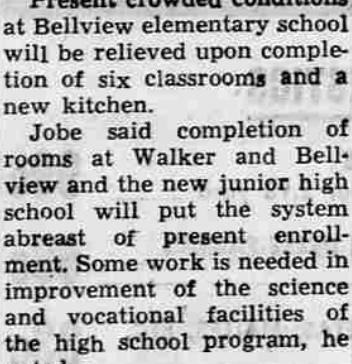 Present crowded conditions
at Bellview elementary school
will be relieved upon comple-
tion of six classrooms and a
new kitchen.
Jobe said completion of
rooms at Walker and Bell-
view and the new junior high
school will put the system
abreast of present enroll-
ment. Some work is needed in
improvement of the science
and vocational facilities of
the high school program, he